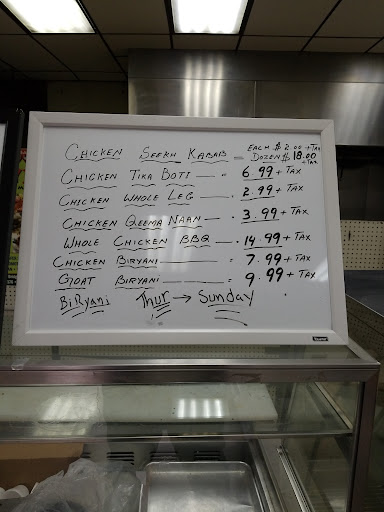 CHICKEN SEEKH KABAB — EACH $ 2.00 + TAX
DOZEN $ 18.00 + TAX
CHICKEN TIKA BOTI — " 6.99 + TAX
CHICKEN WHOLE LEG — " 2.99 + TAX
CHICKEN QEEMA NAAN — " 3.99 + TAX
WHOLE CHICKEN BBQ — " 14.99 + TAX
CHICKEN BIRYANI — " 7.99 + TAX
GOAT BIRYANI — " 9.99 + TAX
BiRyani Thur → Sunday